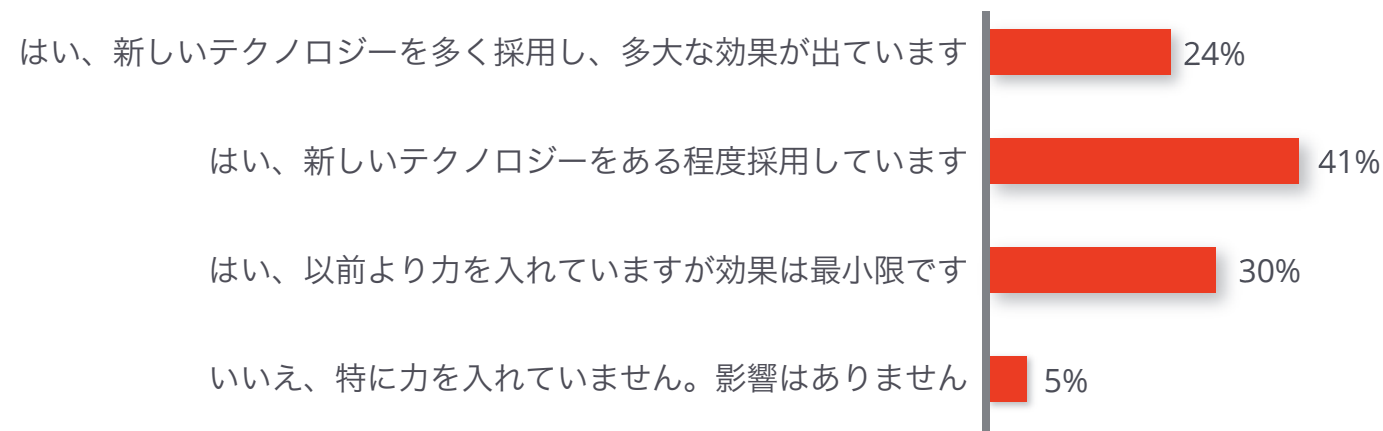 はい、新しいテクノロジーを多く採用し、多大な効果が出ています 24%
はい、新しいテクノロジーをある程度採用しています 41%
はい、以前より力を入れていますが効果は最小限です 30%
いいえ、特に力を入れていません。影響はありません 5%